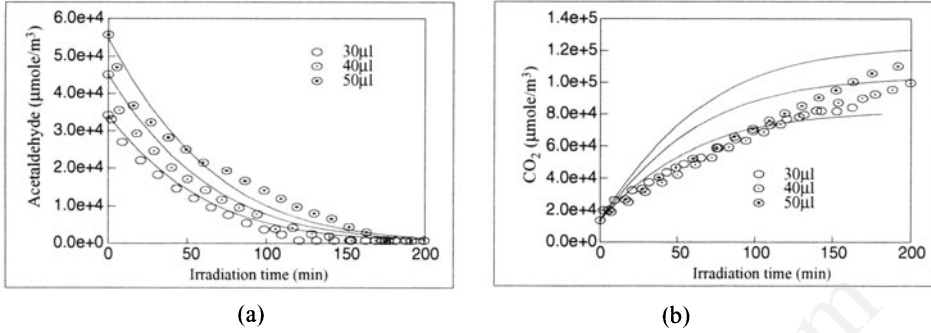 6.0e+4
5.0e+4
4.0e+4
3.0e+4
2.0e+4
1.0e+4
0.0e+0
Acetaldehyde (µmole/m³)
30µl
40µl
50µl
0
50
100
150
200
Irradiation time (min)
(a)
1.4e+5
1.2e+5
1.0e+5
8.0e+4
6.0e+4
4.0e+4
2.0e+4
0.0e+0
CO₂ (µmole/m³)
30µl
40µl
50µl
0
50
100
150
200
Irradiation time (min)
(b)